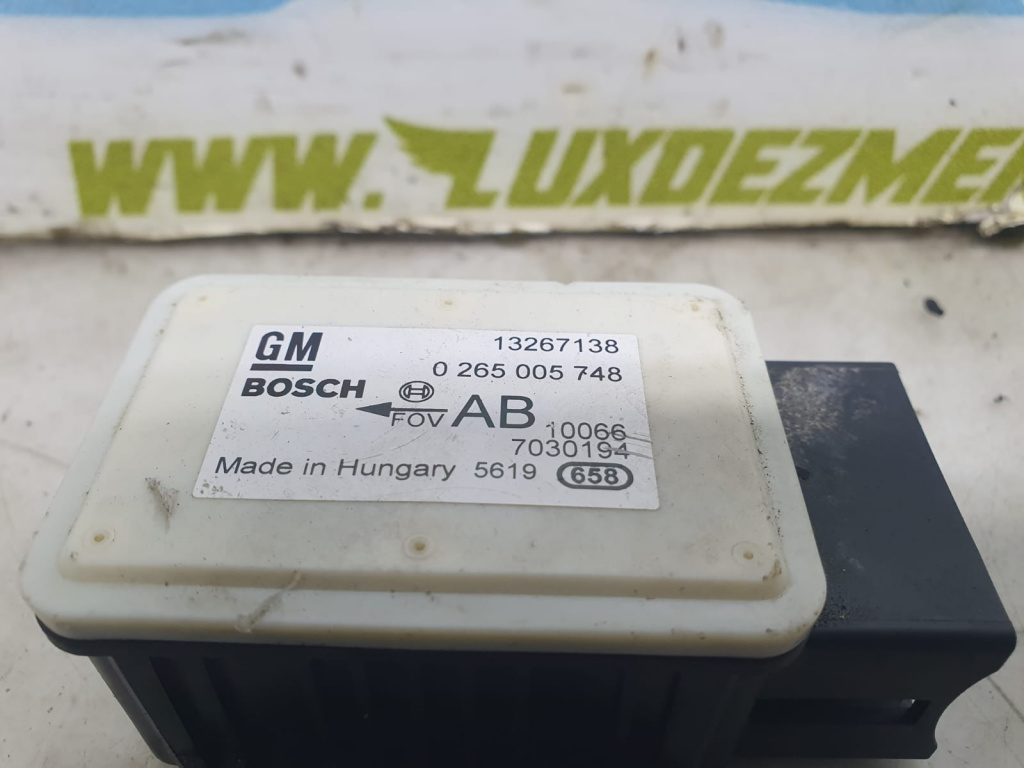 WWW. LUXDEZME
GM 13267138
BOSCH 0 265 005 748
FOV AB 10066
7030194
Made in Hungary 5619 658